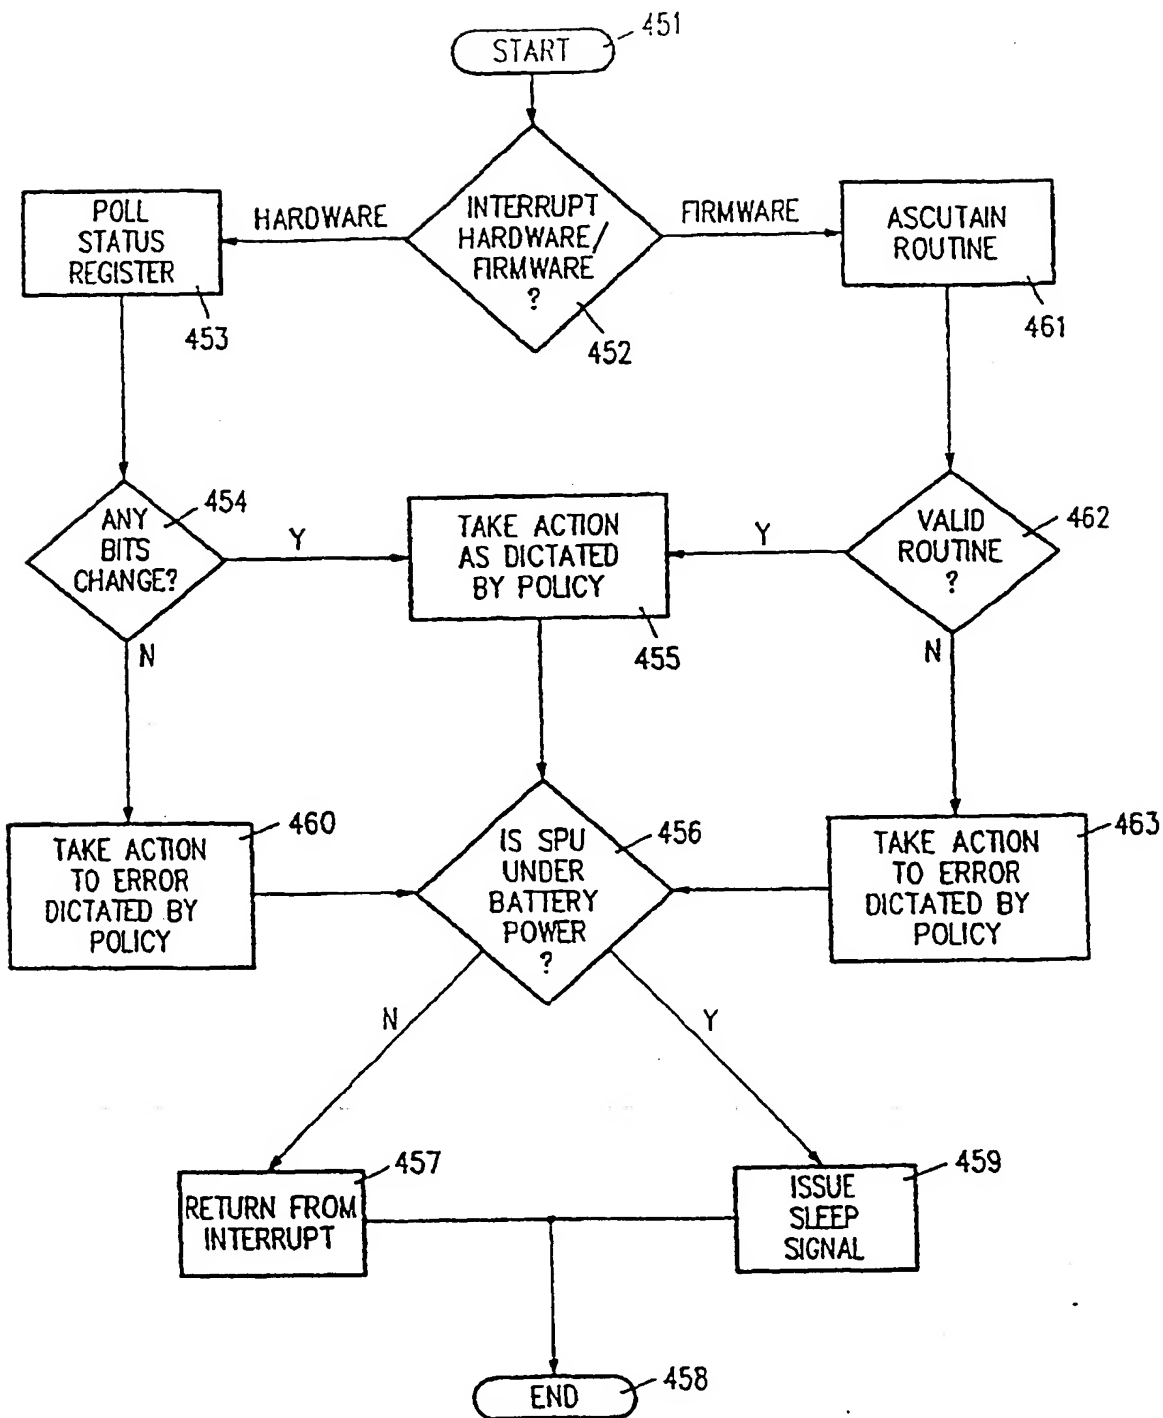 START
451
INTERRUPT
HARDWARE/
FIRMWARE
?
452
HARDWARE
FIRMWARE
POLL
STATUS
REGISTER
453
ASCUTAIN
ROUTINE
461
ANY
BITS
CHANGE?
454
Y
N
TAKE ACTION
AS DICTATED
BY POLICY
455
VALID
ROUTINE
?
462
Y
N
TAKE ACTION
TO ERROR
DICTATED BY
POLICY
460
IS SPU
UNDER
BATTERY
POWER
?
456
TAKE ACTION
TO ERROR
DICTATED BY
POLICY
463
N
Y
RETURN FROM
INTERRUPT
457
ISSUE
SLEEP
SIGNAL
459
END
458